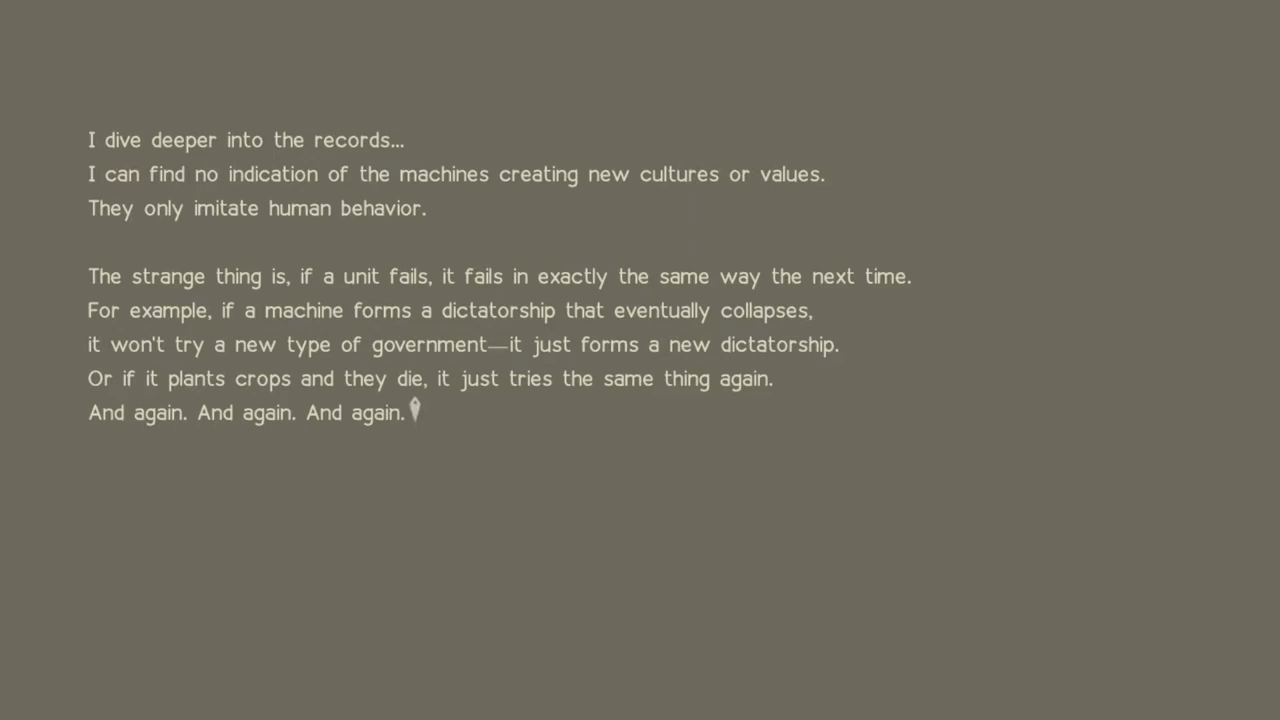 I dive deeper into the records...
I can find no indication of the machines creating new cultures or values.
They only imitate human behavior.
The strange thing is, if a unit fails, it fails in exactly the same way the next time.
For example, if a machine forms a dictatorship that eventually collapses,
it won't try a new type of government—it just forms a new dictatorship.
Or if it plants crops and they die, it just tries the same thing again.
And again. And again. And again.